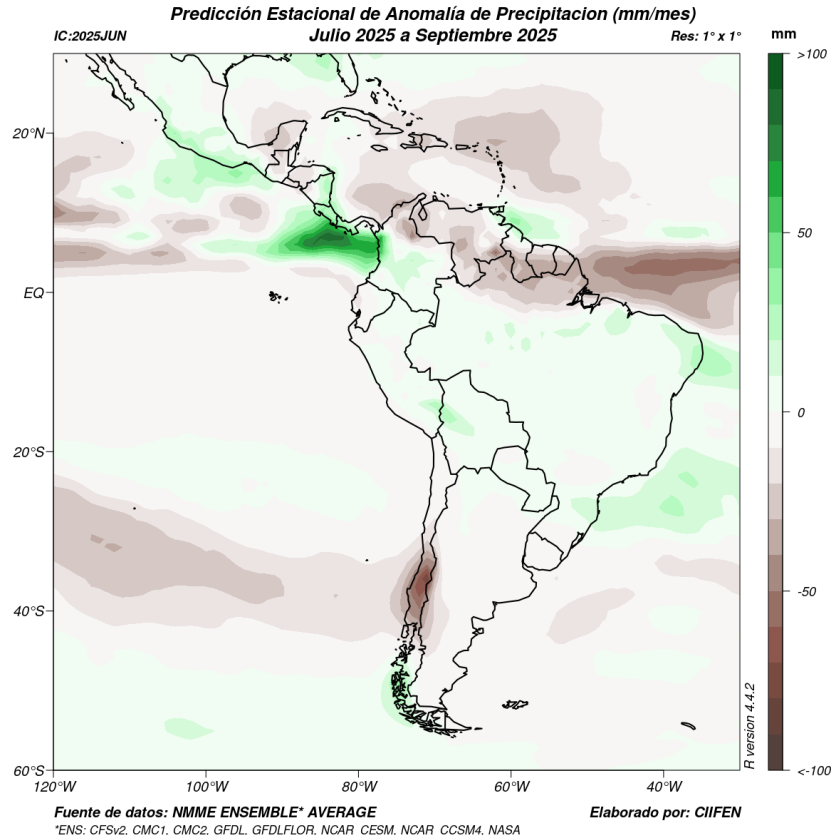 Predicción Estacional de Anomalía de Precipitacion (mm/mes)
IC:2025JUN
Julio 2025 a Septiembre 2025
Res: 1° x 1°
mm
>100
50
0
-50
<-100
20°N
EQ
20°S
40°S
60°S
120°W
100°W
80°W
60°W
40°W
R version 4.4.2
Fuente de datos: NMME ENSEMBLE* AVERAGE
Elaborado por: CIIFEN
*ENS: CFSv2, CMC1, CMC2, GFDL, GFDLFLOR, NCAR_CESM, NCAR_CCSM4, NASA